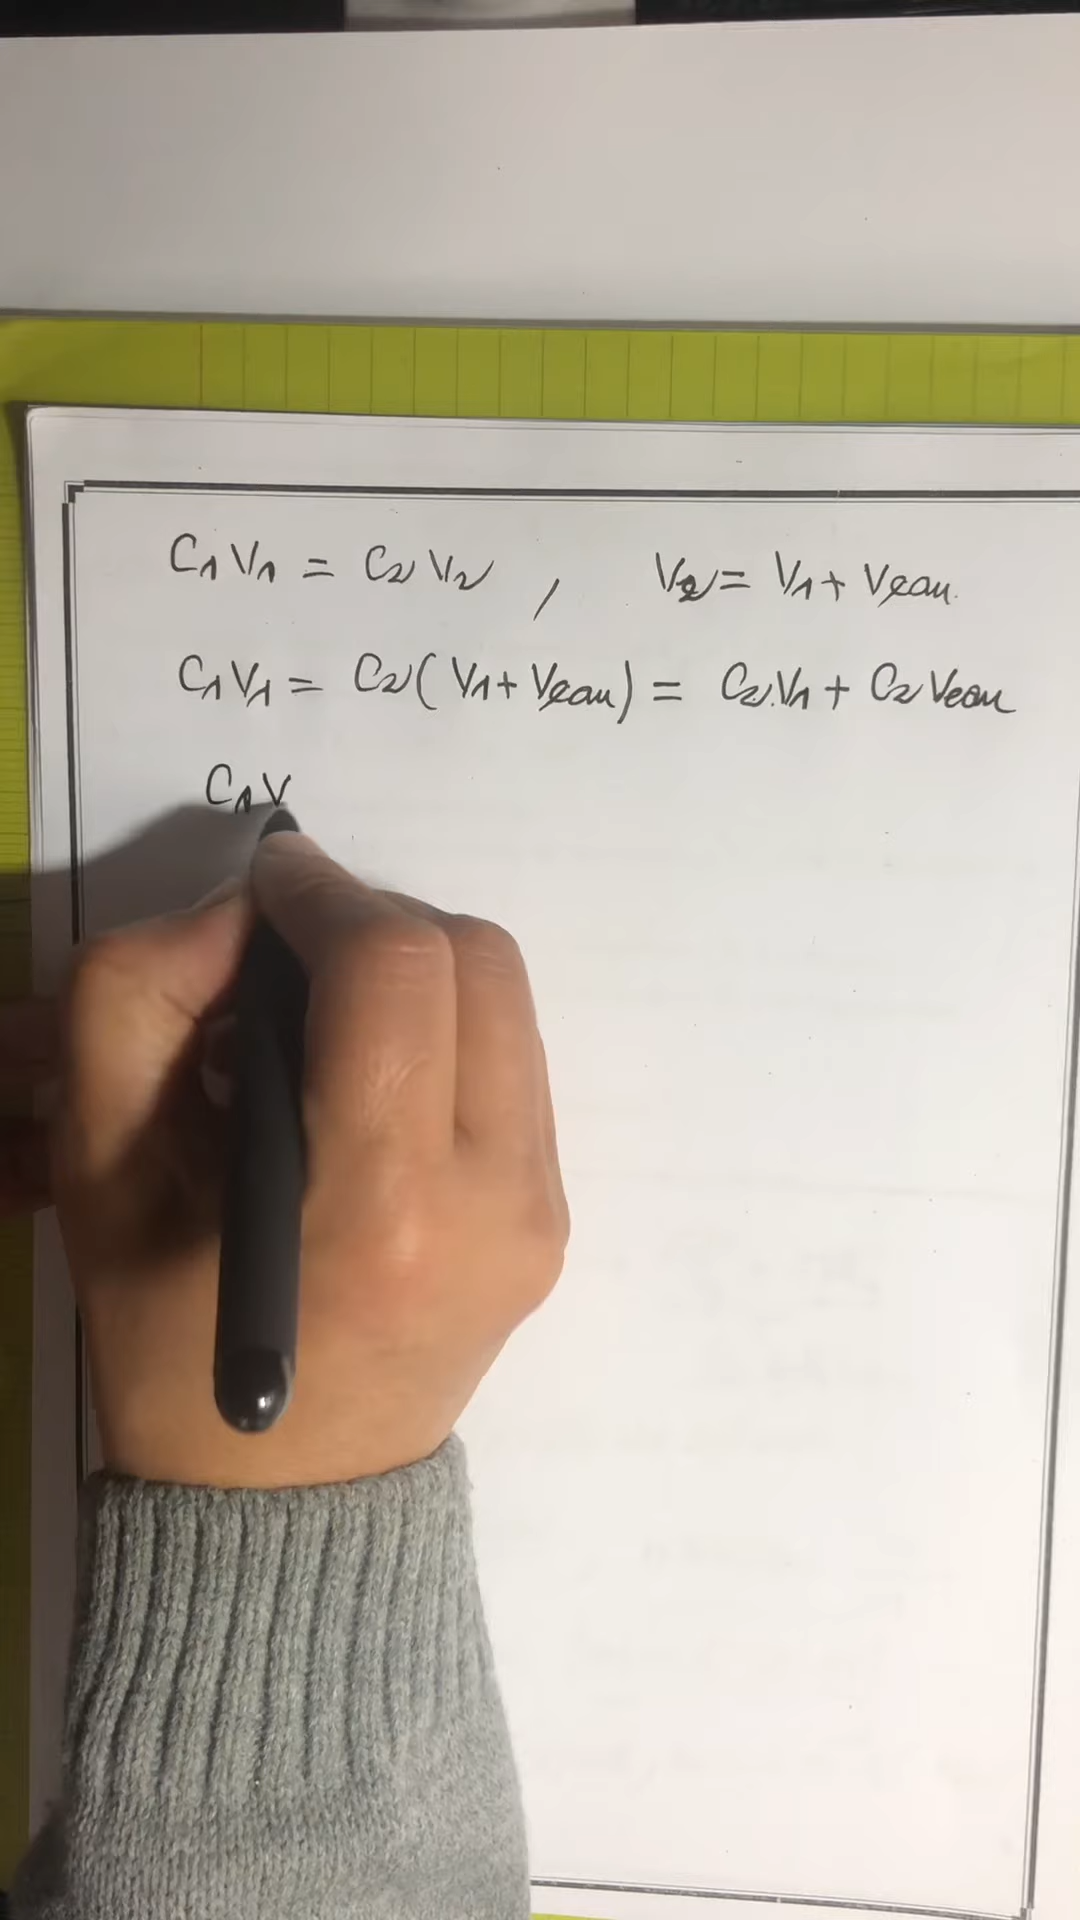 C₁V₁ = C₂V₂ , V₂ = V₁ + Veau.
C₁V₁ = C₂(V₁ + Veau) = C₂.V₁ + C₂Veau
C₁V